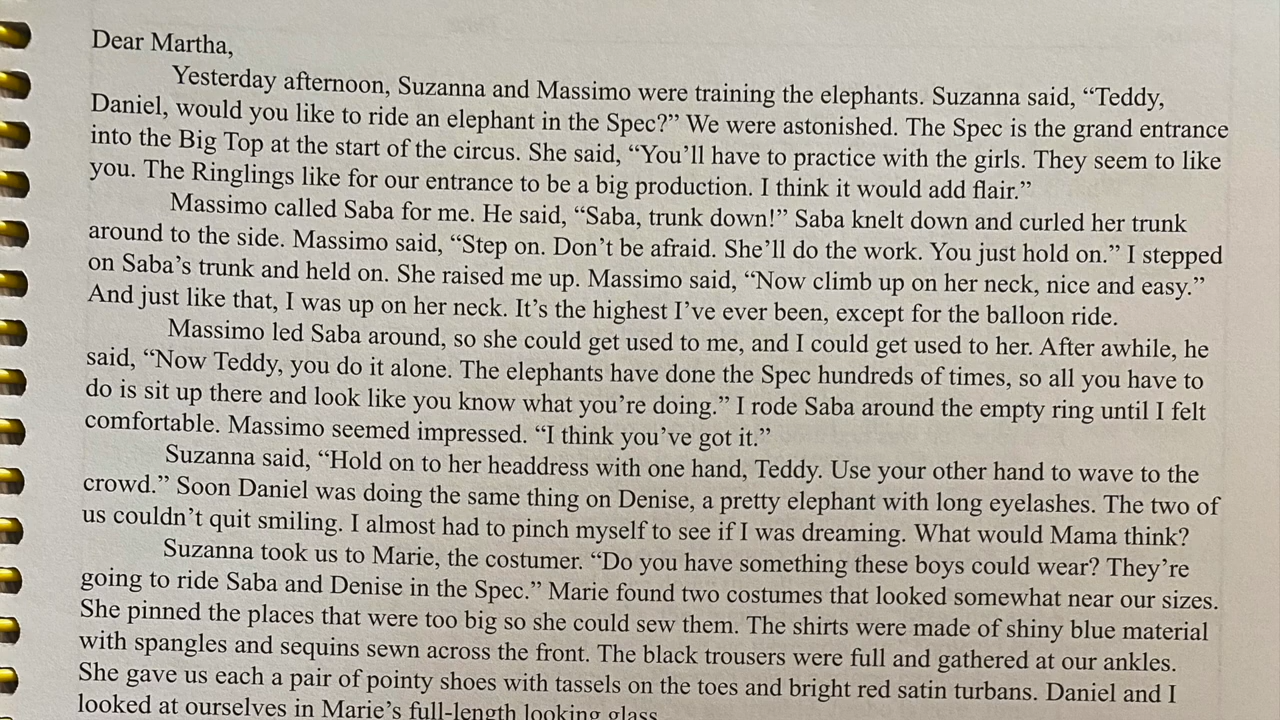 Dear Martha,
Yesterday afternoon, Suzanna and Massimo were training the elephants. Suzanna said, “Teddy,
Daniel, would you like to ride an elephant in the Spec?” We were astonished. The Spec is the grand entrance
into the Big Top at the start of the circus. She said, “You’ll have to practice with the girls. They seem to like
you. The Ringlings like for our entrance to be a big production. I think it would add flair.”
Massimo called Saba for me. He said, “Saba, trunk down!” Saba knelt down and curled her trunk
around to the side. Massimo said, “Step on. Don’t be afraid. She’ll do the work. You just hold on.” I stepped
on Saba’s trunk and held on. She raised me up. Massimo said, “Now climb up on her neck, nice and easy.”
And just like that, I was up on her neck. It’s the highest I’ve ever been, except for the balloon ride.
Massimo led Saba around, so she could get used to me, and I could get used to her. After awhile, he
said, “Now Teddy, you do it alone. The elephants have done the Spec hundreds of times, so all you have to
do is sit up there and look like you know what you’re doing.” I rode Saba around the empty ring until I felt
comfortable. Massimo seemed impressed. “I think you’ve got it.”
Suzanna said, “Hold on to her headdress with one hand, Teddy. Use your other hand to wave to the
crowd.” Soon Daniel was doing the same thing on Denise, a pretty elephant with long eyelashes. The two of
us couldn’t quit smiling. I almost had to pinch myself to see if I was dreaming. What would Mama think?
Suzanna took us to Marie, the costumer. “Do you have something these boys could wear? They’re
going to ride Saba and Denise in the Spec.” Marie found two costumes that looked somewhat near our sizes.
She pinned the places that were too big so she could sew them. The shirts were made of shiny blue material
with spangles and sequins sewn across the front. The black trousers were full and gathered at our ankles.
She gave us each a pair of pointy shoes with tassels on the toes and bright red satin turbans. Daniel and I
looked at ourselves in Marie’s full-length looking glass